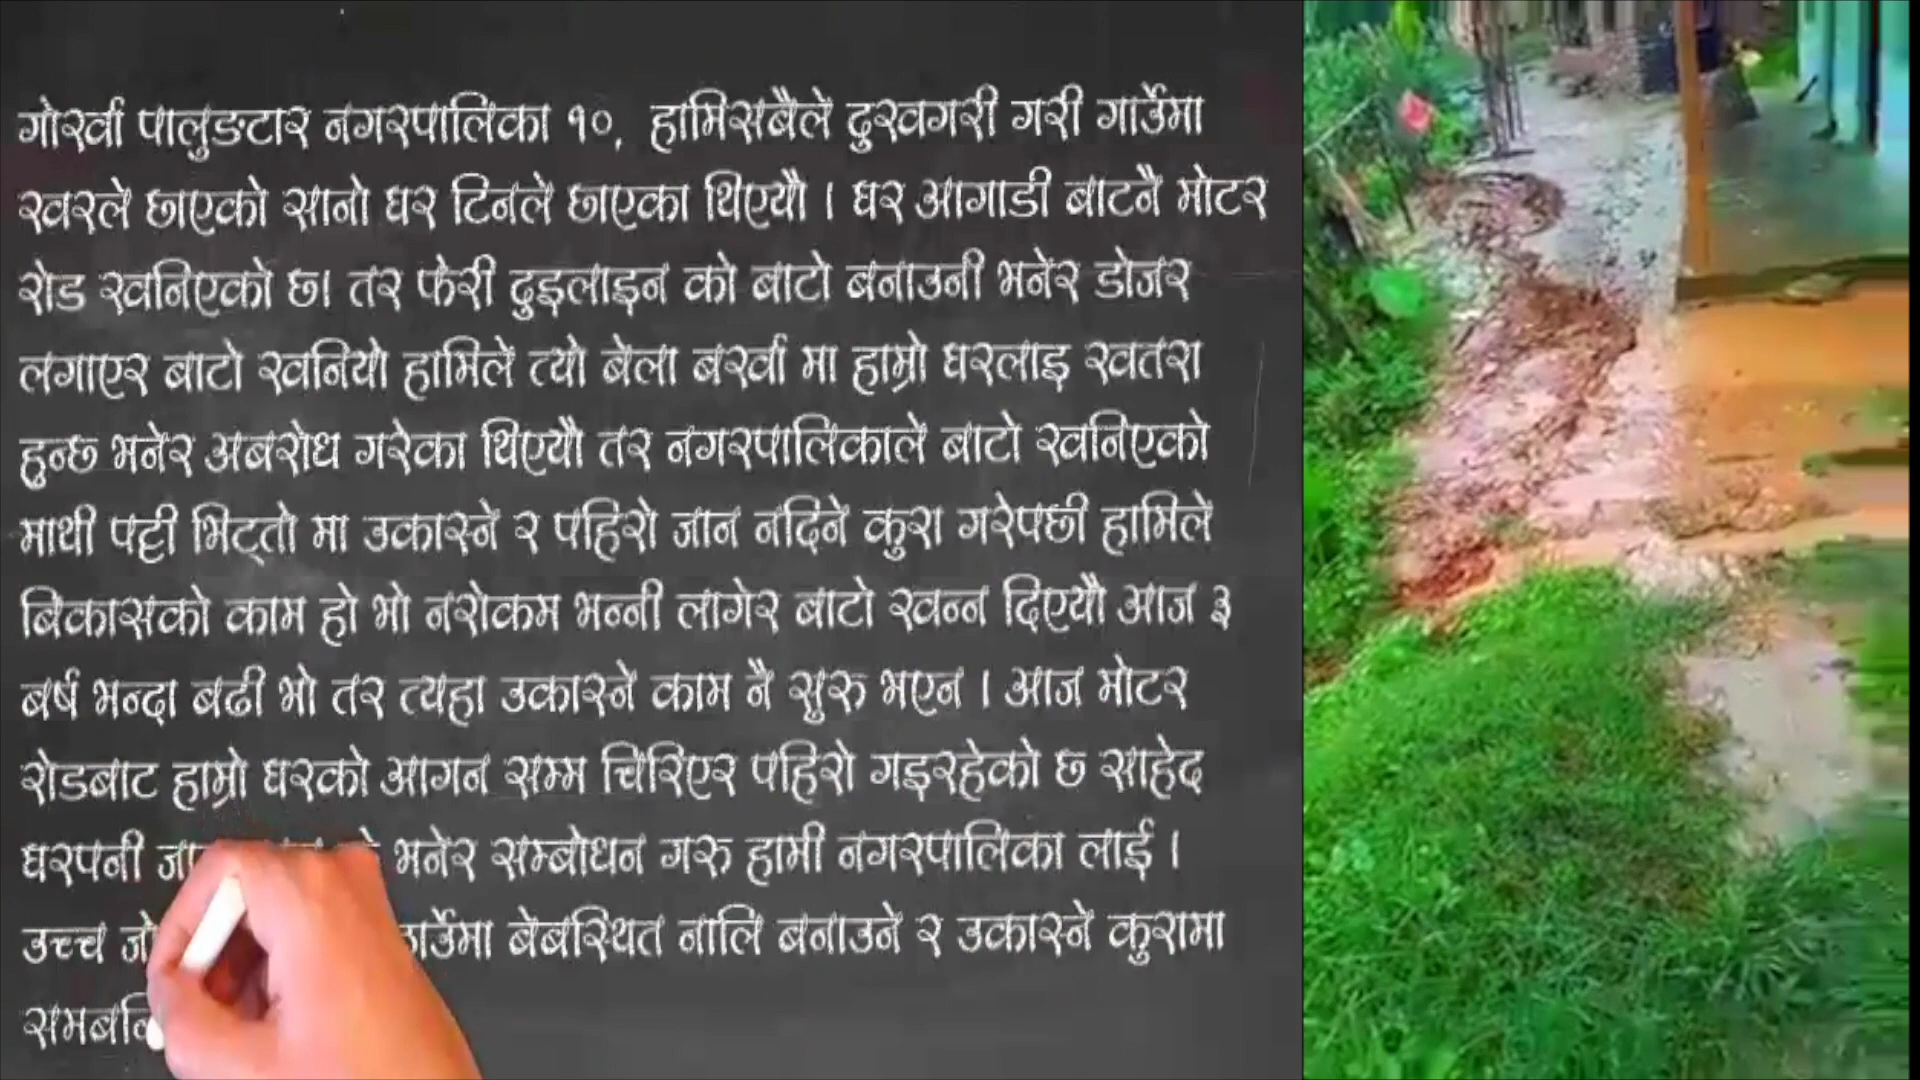 गोर्खा पालुङटार नगरपालिका १०, हामिसबैले दुखगरी गरी गाउँमा
खरले छाएको सानो घर टिनले छाएका थिएयौ । घर आगाडी बाटनै मोटर
रोड खनिएको छ। तर फेरी दुइलाइन को बाटो बनाउनी भनेर डोजर
लगाएर बाटो खनियो हामिले त्यो बेला बर्खा मा हाम्रो घरलाइ खतरा
हुन्छ भनेर अबरोध गरेका थिएयौ तर नगरपालिकाले बाटो खनिएको
माथी पट्टी भिट्तो मा उकास्ने र पहिरो जान नदिने कुरा गरेपछी हामिले
बिकासको काम हो भो नरोकम भन्नी लागेर बाटो खन्न दिएयौ आज ३
बर्ष भन्दा बढी भो तर त्यहा उकास्ने काम नै सुरु भएन । आज मोटर
रोडबाट हाम्रो घरको आगन सम्म चिरिएर पहिरो गइरहेको छ साहेद
घरपनी भनेर सम्बोधन गरु हामी नगरपालिका लाई ।
उच्च बेबस्थित नालि बनाउने र उकास्ने कुरामा